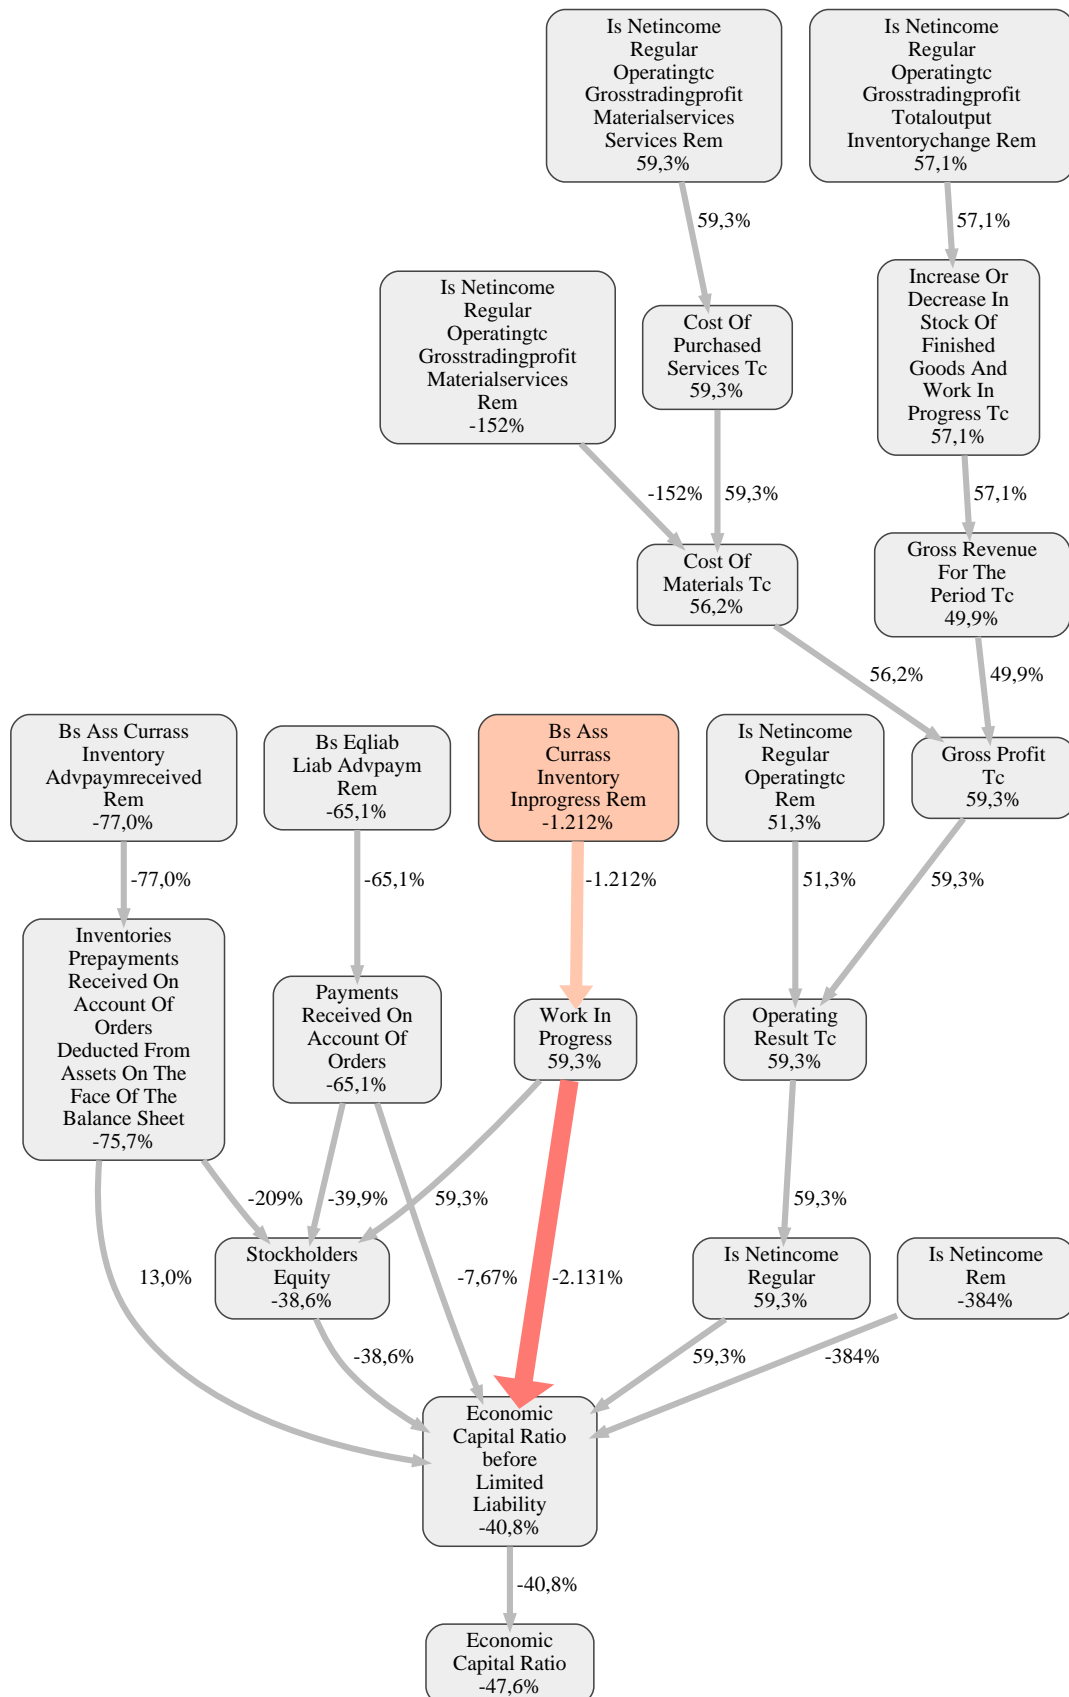 Is Netincome
Regular
Operatingtc
Grosstradingprofit
Materialservices
Services Rem
59,3%
Is Netincome
Regular
Operatingtc
Grosstradingprofit
Totaloutput
Inventorychange Rem
57,1%
59,3%
57,1%
Is Netincome
Regular
Operatingtc
Grosstradingprofit
Materialservices
Rem
-152%
Cost Of
Purchased
Services Tc
59,3%
Increase Or
Decrease In
Stock Of
Finished
Goods And
Work In
Progress Tc
57,1%
-152%
59,3%
57,1%
Cost Of
Materials Tc
56,2%
Gross Revenue
For The
Period Tc
49,9%
56,2%
49,9%
Bs Ass Currass
Inventory
Advpaymreceived
Rem
-77,0%
Bs Eqliab
Liab Advpaym
Rem
-65,1%
Bs Ass
Currass
Inventory
Inprogress Rem
-1.212%
Is Netincome
Regular
Operatingtc
Rem
51,3%
Gross Profit
Tc
59,3%
-77,0%
-65,1%
-1.212%
51,3%
59,3%
Inventories
Prepayments
Received On
Account Of
Orders
Deducted From
Assets On The
Face Of The
Balance Sheet
-75,7%
Payments
Received On
Account Of
Orders
-65,1%
Work In
Progress
59,3%
Operating
Result Tc
59,3%
-209%
-39,9%
59,3%
59,3%
13,0%
Stockholders
Equity
-38,6%
-7,67%
-2.131%
Is Netincome
Regular
59,3%
Is Netincome
Rem
-384%
-38,6%
59,3%
-384%
Economic
Capital Ratio
before
Limited
Liability
-40,8%
-40,8%
Economic
Capital Ratio
-47,6%